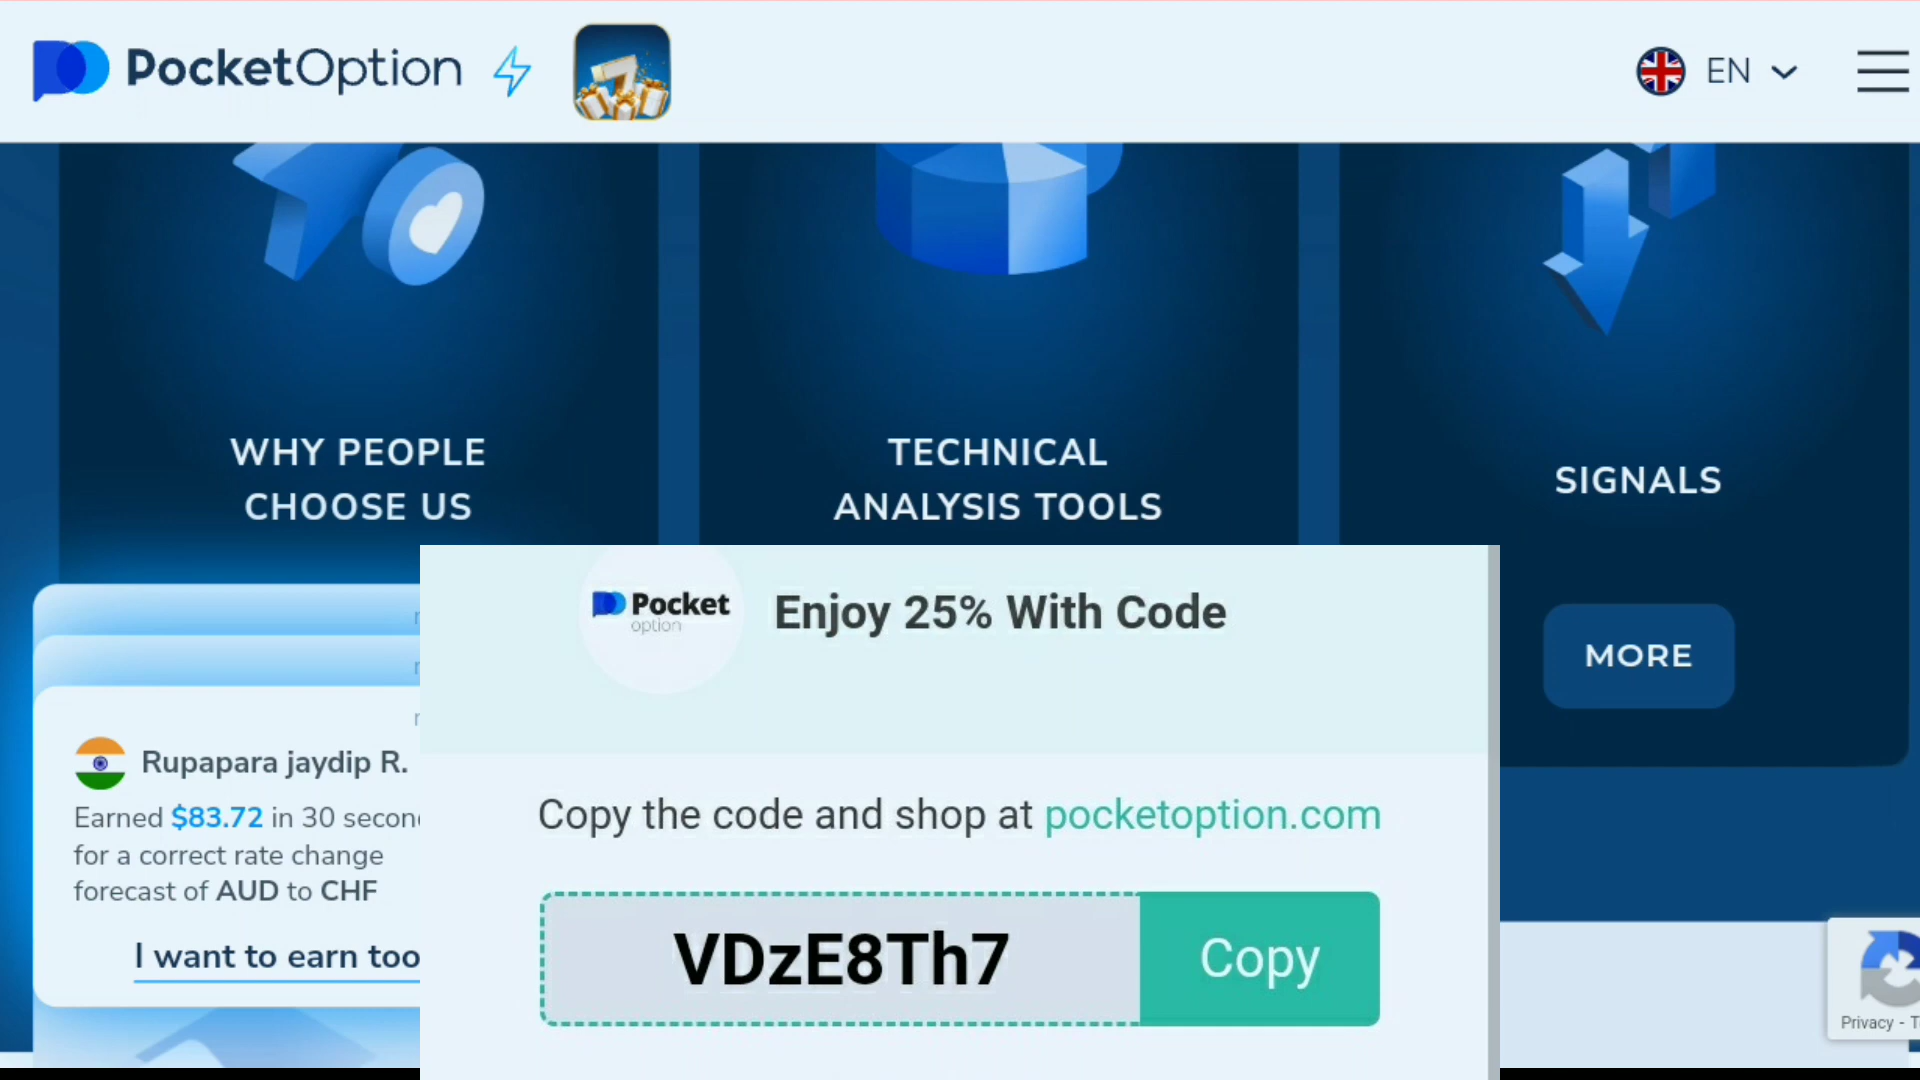 PocketOption
7
EN
WHY PEOPLE
CHOOSE US
TECHNICAL
ANALYSIS TOOLS
SIGNALS
MORE
Rupapara jaydip R.
Earned $83.72 in 30 secon
for a correct rate change
forecast of AUD to CHF
I want to earn too
Pocket
option
Enjoy 25% With Code
Copy the code and shop at pocketoption.com
VDzE8Th7
Copy
Privacy - T